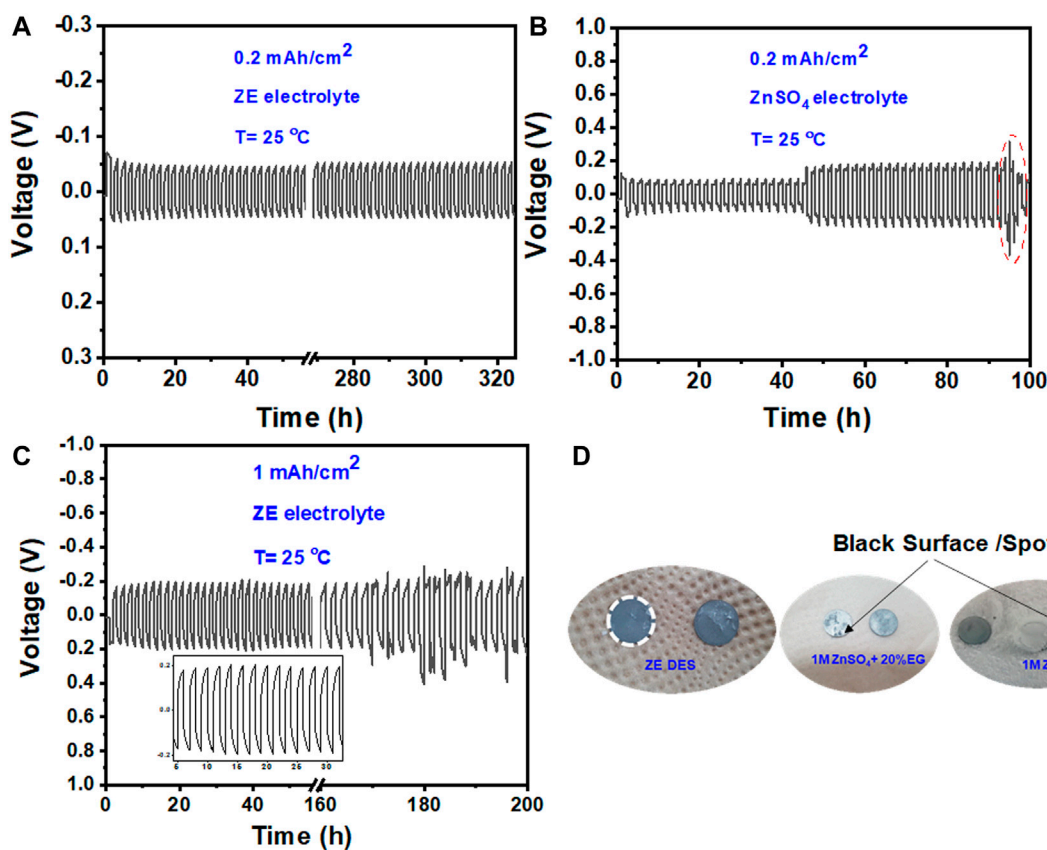 A
-0.3
-0.2
-0.1
0.0
0.1
0.2
0.3
Voltage (V)
0.2 mAh/cm²
ZE electrolyte
T= 25 °C
0 20 40 60 280 300 320
Time (h)
B
1.0
0.8
0.6
0.4
0.2
0.0
-0.2
-0.4
-0.6
-0.8
-1.0
Voltage (V)
0.2 mAh/cm²
ZnSO₄ electrolyte
T= 25 °C
0 20 40 60 80 100
Time (h)
C
-1.0
-0.8
-0.6
-0.4
-0.2
0.0
0.2
0.4
0.6
0.8
1.0
Voltage (V)
1 mAh/cm²
ZE electrolyte
T= 25 °C
0.2
0.0
-0.2
5 10 15 20 25 30
0 20 40 160 180 200
Time (h)
D
Black Surface /Spo
ZE DES
1MZnSO₄+ 20%EG
1MZ